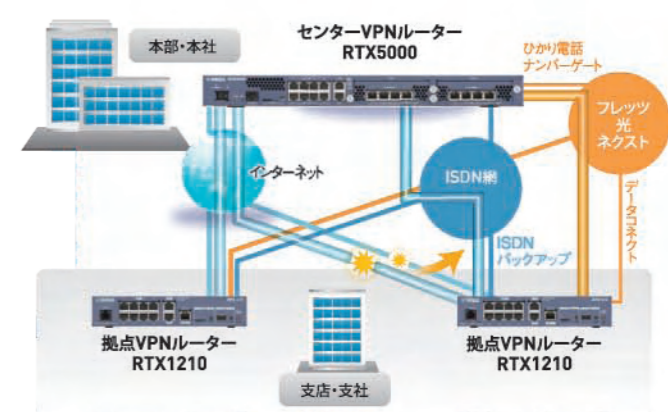 本部・本社
センターVPNルーター
RTX5000
ひかり電話
ナンバーゲート
フレッツ
光
ネクスト
インターネット
ISDN網
データコネクト
ISDN
バックアップ
拠点VPNルーター
RTX1210
拠点VPNルーター
RTX1210
支店・支社